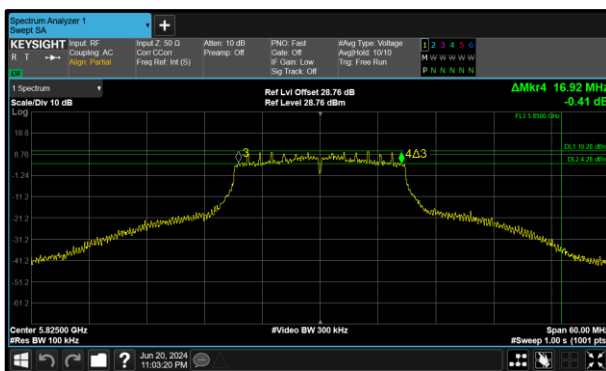 Spectrum Analyzer 1
Swept SA
+
KEYSIGHT
R T
Input: RF
Coupling: AC
Align: Partial
Input Z: 50 Ω
Corr CCorr
Freq Ref: Int (S)
Atten: 10 dB
Preamp: Off
PNO: Fast
Gate: Off
IF Gain: Low
Sig Track: Off
#Avg Type: Voltage
Avg|Hold: 10/10
Trig: Free Run
1 2 3 4 5 6
M W W W W W
P N N N N N
1 Spectrum
Scale/Div 10 dB
Log
Ref Lvl Offset 28.76 dB
Ref Level 28.76 dBm
ΔMkr4 16.92 MHz
-0.41 dB
DL1 10.28 dBm
DL2 4.28 dBm
18.8
8.76
-1.24
-11.2
-21.2
-31.2
-41.2
-51.2
-61.2
3
4Δ3
Center 5.82500 GHz
#Res BW 100 kHz
#Video BW 300 kHz
Span 60.00 MHz
#Sweep 1.00 s (1001 pts)
?
Jun 20, 2024
11:03:20 PM